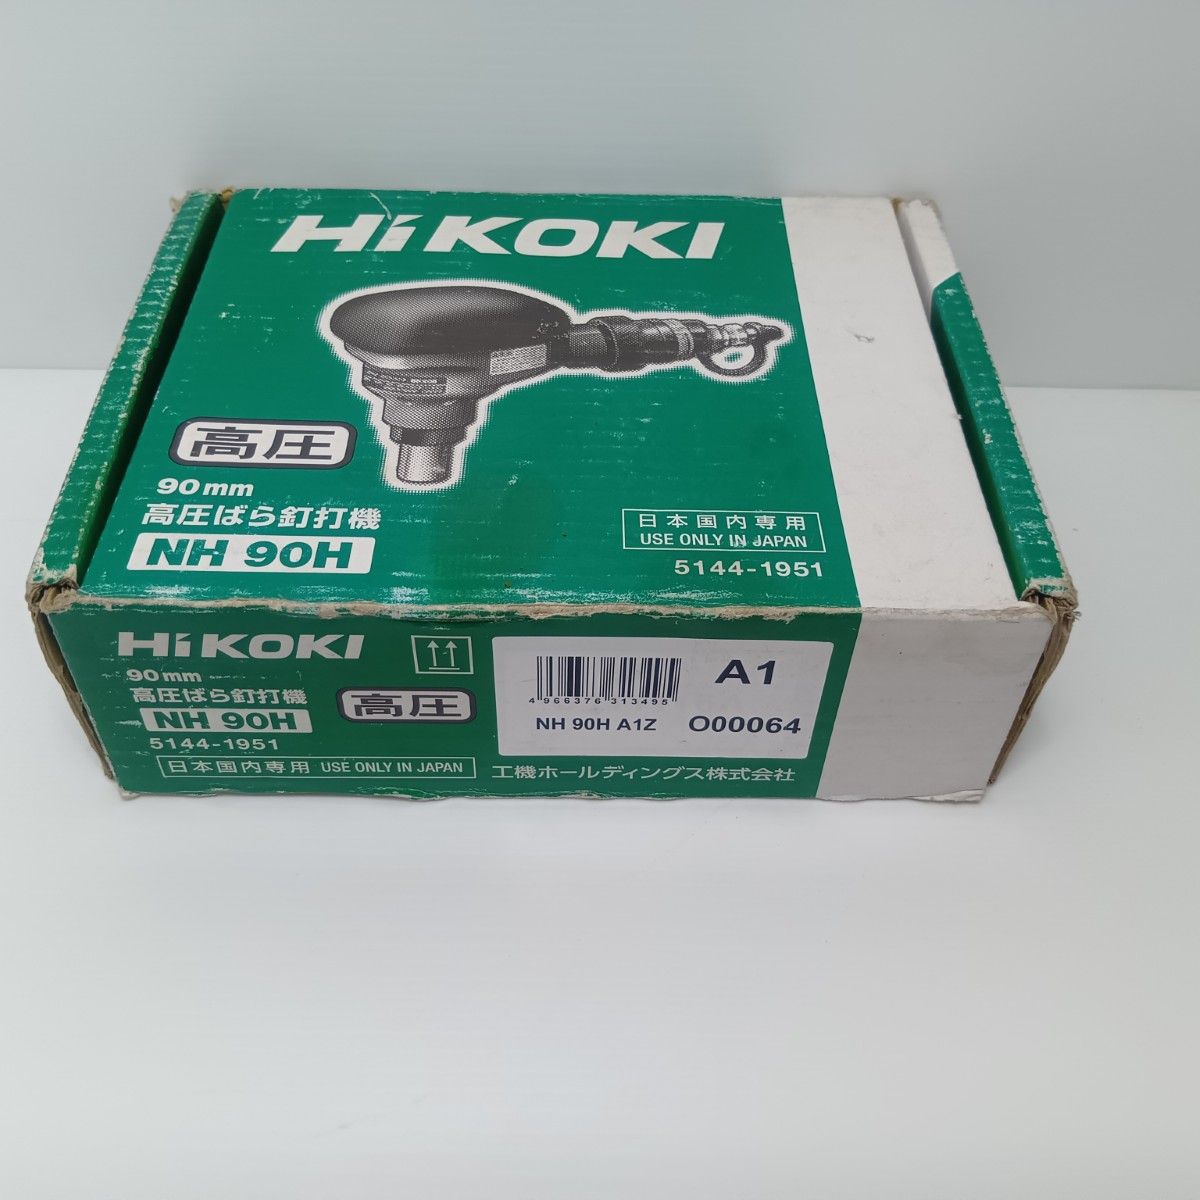 HiKOKI
高圧
90mm
高圧ばら釘打機
NH 90H
日本国内専用
USE ONLY IN JAPAN
5144-1951
HiKOKI
90mm
高圧ばら釘打機
NH 90H
高圧
5144-1951
日本国内専用 USE ONLY IN JAPAN
4966376313495
A1
NH 90H A1Z O00064
工機ホールディングス株式会社